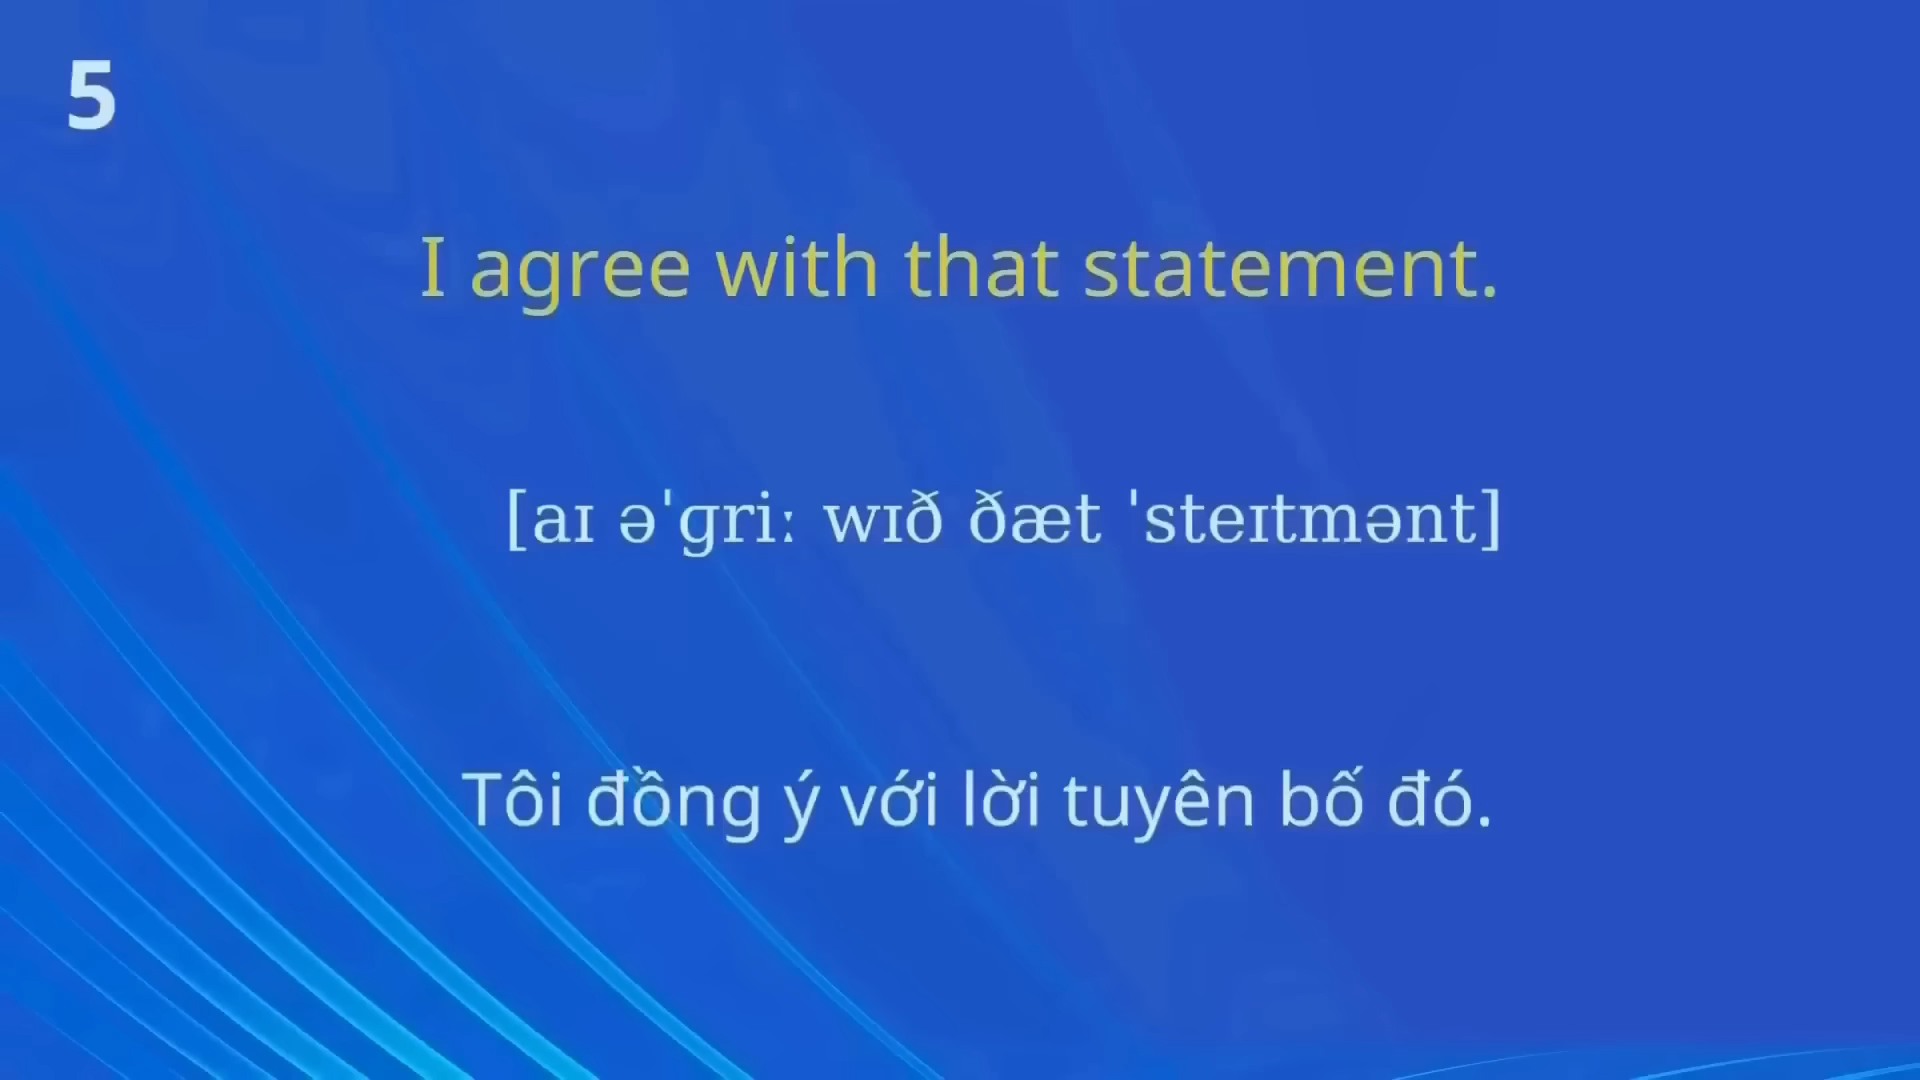 5
I agree with that statement.
[aɪ əˈɡriː wɪð ðæt ˈsteɪtmənt]
Tôi đồng ý với lời tuyên bố đó.